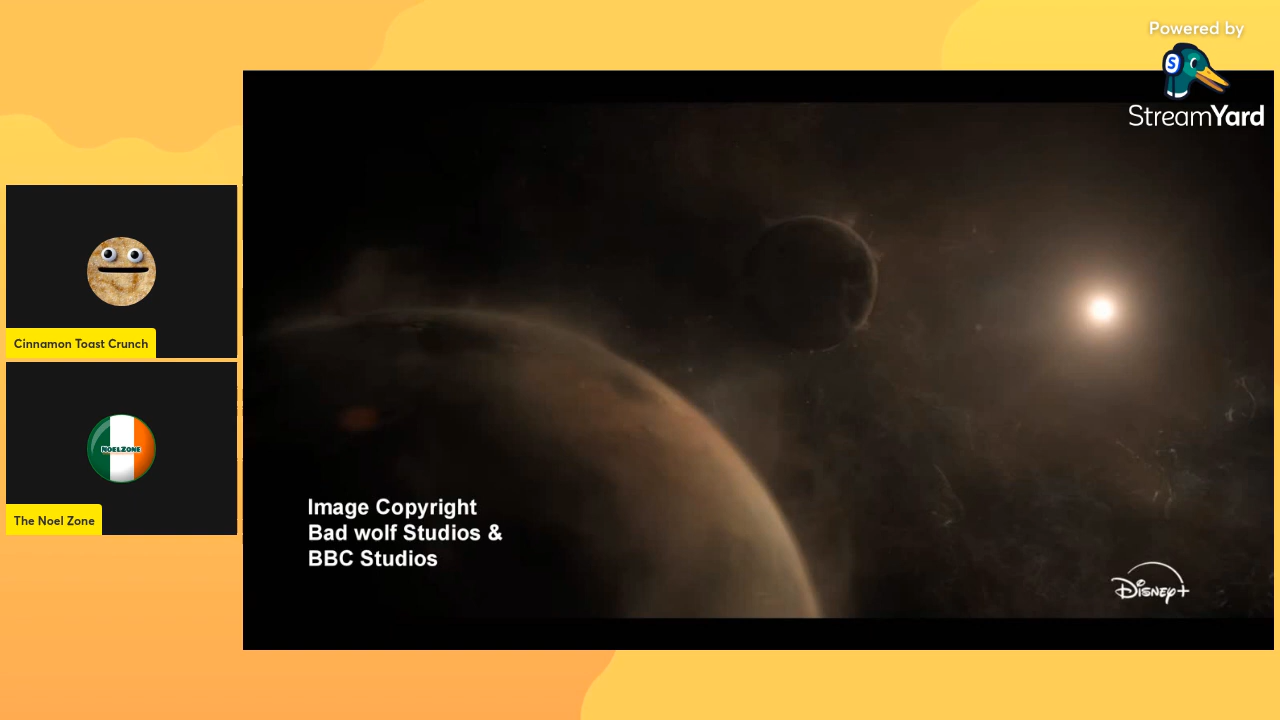 Powered by
StreamYard
S
Cinnamon Toast Crunch
NOELZONE
The Noel Zone
Image Copyright
Bad wolf Studios &
BBC Studios
Disney+